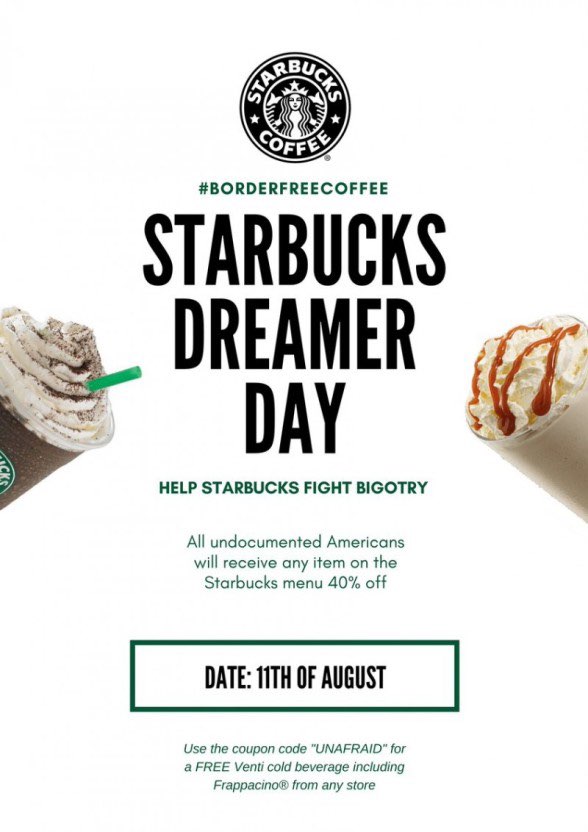 STARBUCKS
COFFEE
#BORDERFREECOFFEE
STARBUCKS
DREAMER
DAY
HELP STARBUCKS FIGHT BIGOTRY
All undocumented Americans
will receive any item on the
Starbucks menu 40% off
DATE: 11TH OF AUGUST
Use the coupon code "UNAFRAID" for
a FREE Venti cold beverage including
Frappacino® from any store